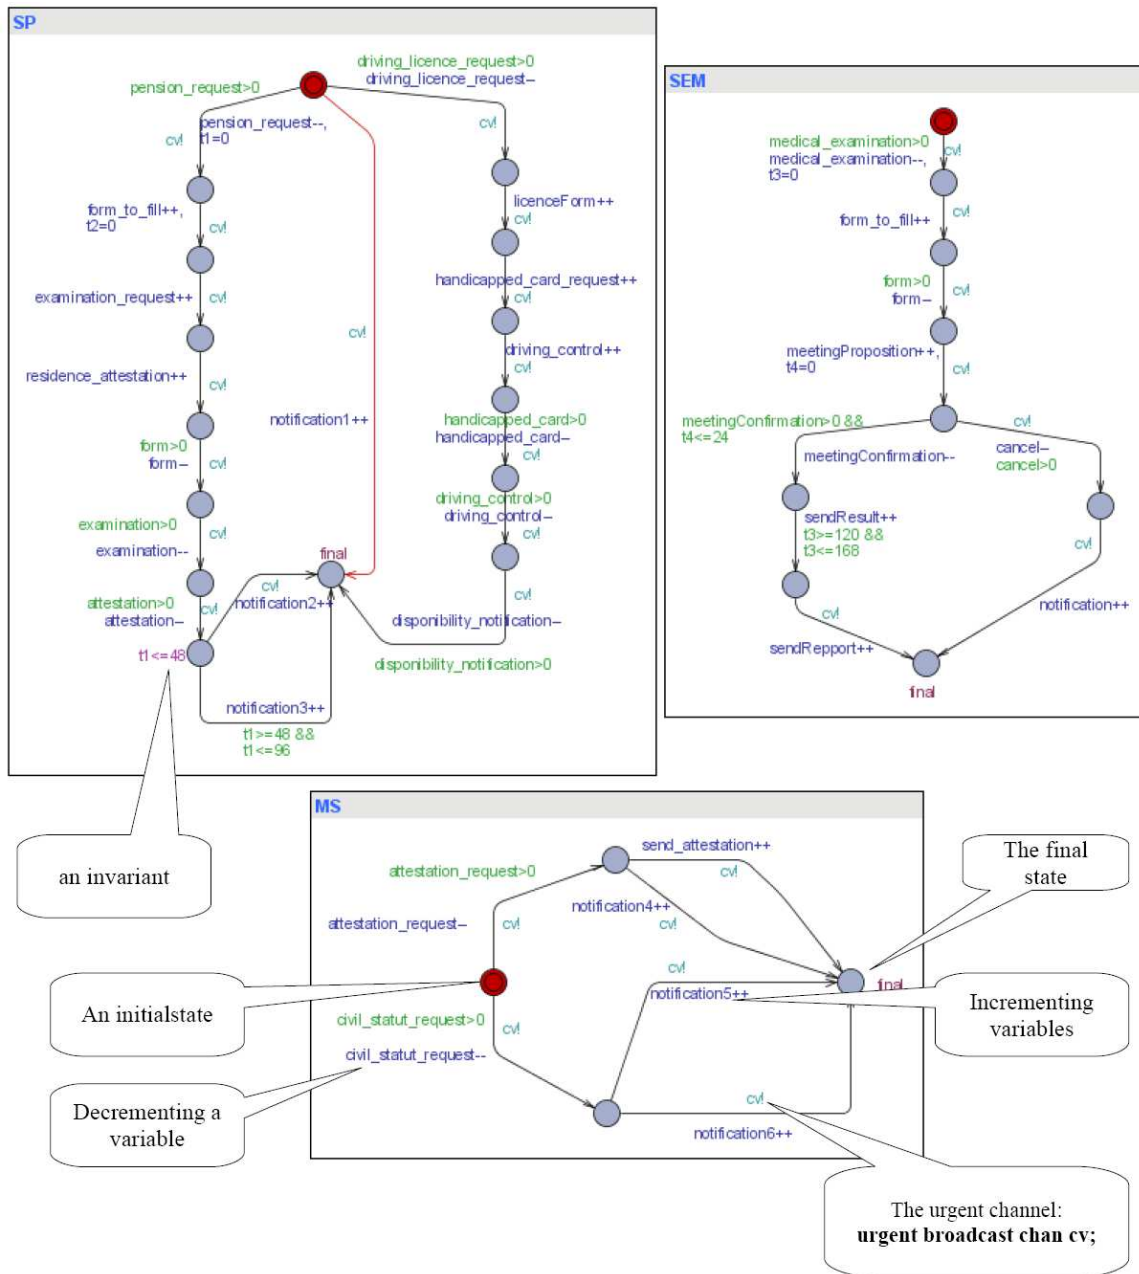 SP
driving_licence_request>0
driving_licence_request--
pension_request>0
pension_request--,
t1=0
cv!
cv!
form_to_fill++,
t2=0
cv!
licenceForm++
cv!
examination_request++
cv!
handicapped_card_request++
cv!
residence_attestation++
cv!
cv!
driving_control++
cv!
notification1++
form>0
form--
cv!
handicapped_card>0
handicapped_card--
cv!
examination>0
examination--
cv!
driving_control>0
driving_control--
cv!
final
attestation>0
attestation--
cv!
cv!
notification2++
cv!
disponibility_notification--
disponibility_notification>0
t1<=48
notification3++
t1>=48 &&
t1<=96
SEM
medical_examination>0
medical_examination--,
t3=0
cv!
form_to_fill++
cv!
form>0
form--
cv!
meetingProposition++,
t4=0
cv!
meetingConfirmation>0 &&
t4<=24
meetingConfirmation--
cv!
cancel--
cancel>0
sendResult++
t3>=120 &&
t3<=168
cv!
cv!
notification++
sendRepport++
final
an invariant
MS
attestation_request>0
attestation_request--
cv!
send_attestation++
cv!
notification4++
cv!
cv!
notification5++
final
civil_statut_request>0
cv!
civil_statut_request--
cv!
notification6++
The final
state
An initialstate
Incrementing
variables
Decrementing a
variable
The urgent channel:
urgent broadcast chan cv;